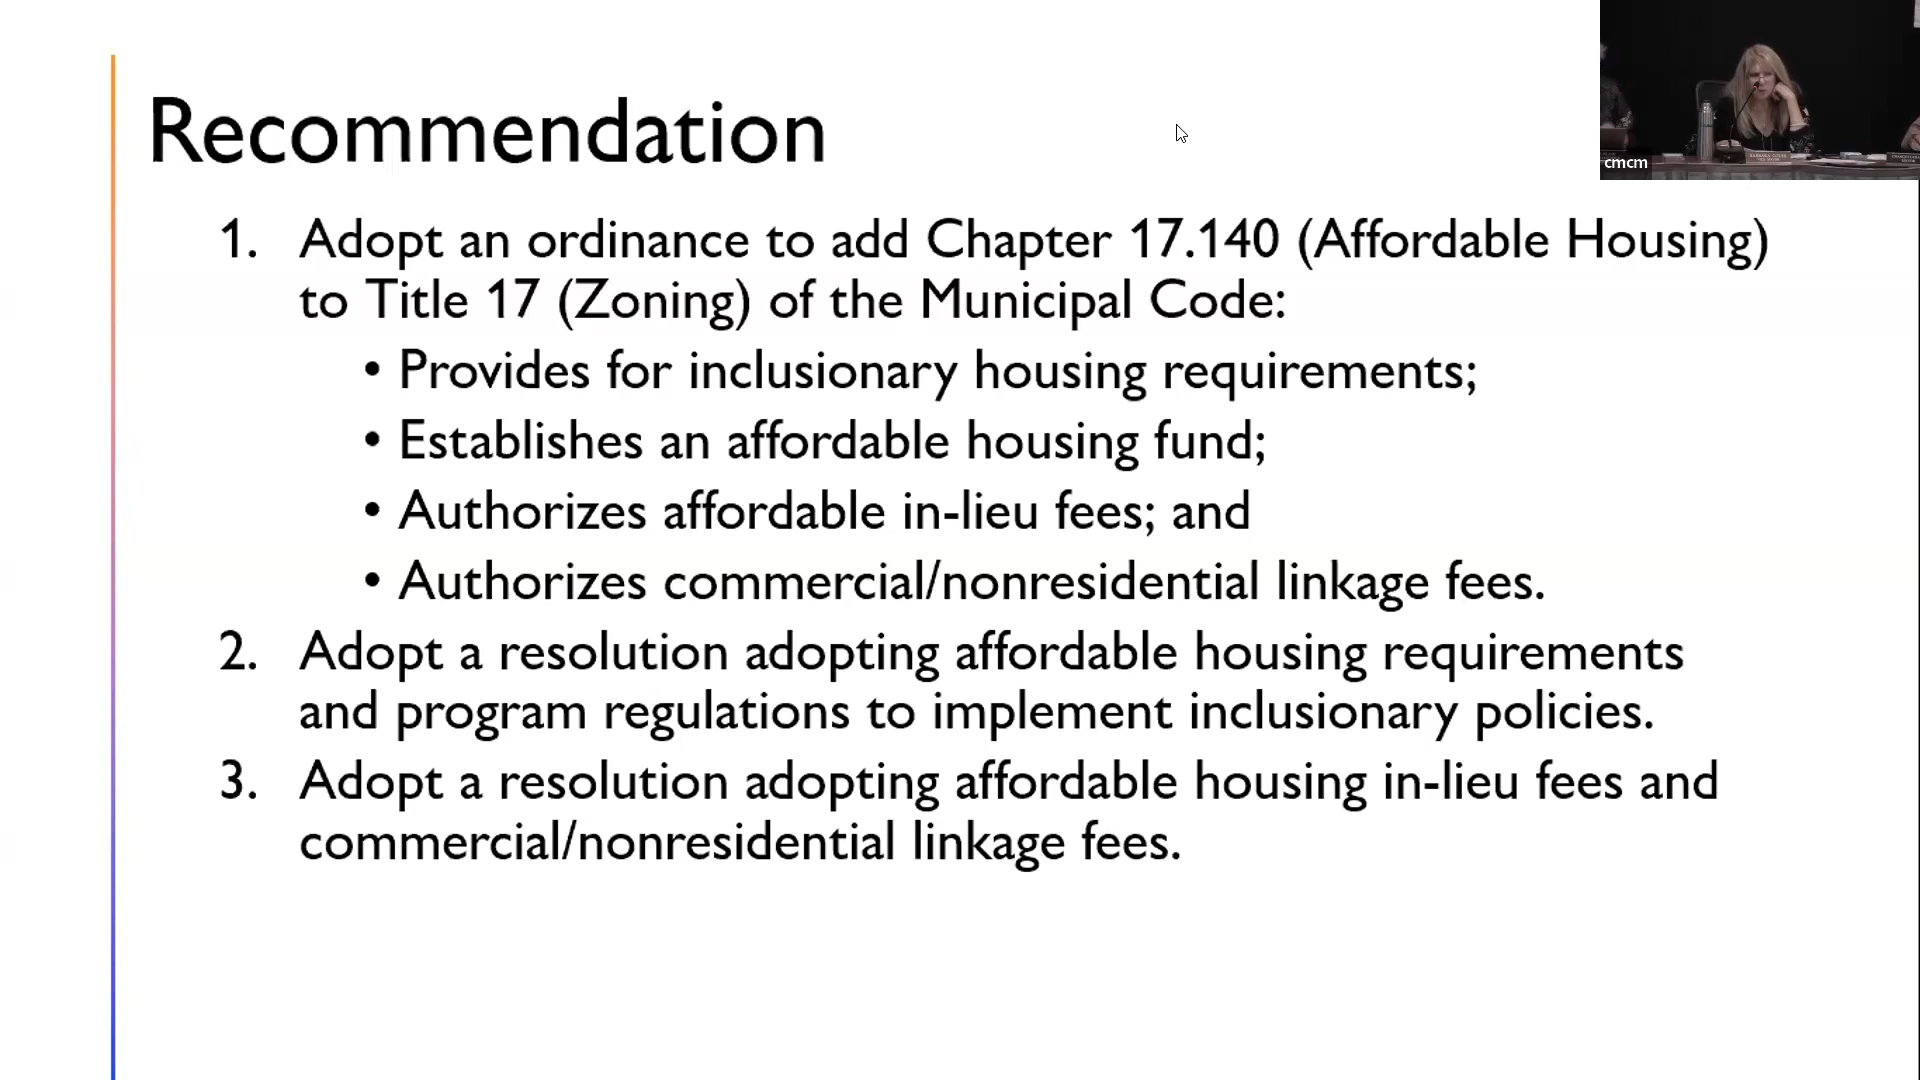 Recommendation
cmcm
1. Adopt an ordinance to add Chapter 17.140 (Affordable Housing)
to Title 17 (Zoning) of the Municipal Code:
• Provides for inclusionary housing requirements;
• Establishes an affordable housing fund;
• Authorizes affordable in-lieu fees; and
• Authorizes commercial/nonresidential linkage fees.
2. Adopt a resolution adopting affordable housing requirements
and program regulations to implement inclusionary policies.
3. Adopt a resolution adopting affordable housing in-lieu fees and
commercial/nonresidential linkage fees.